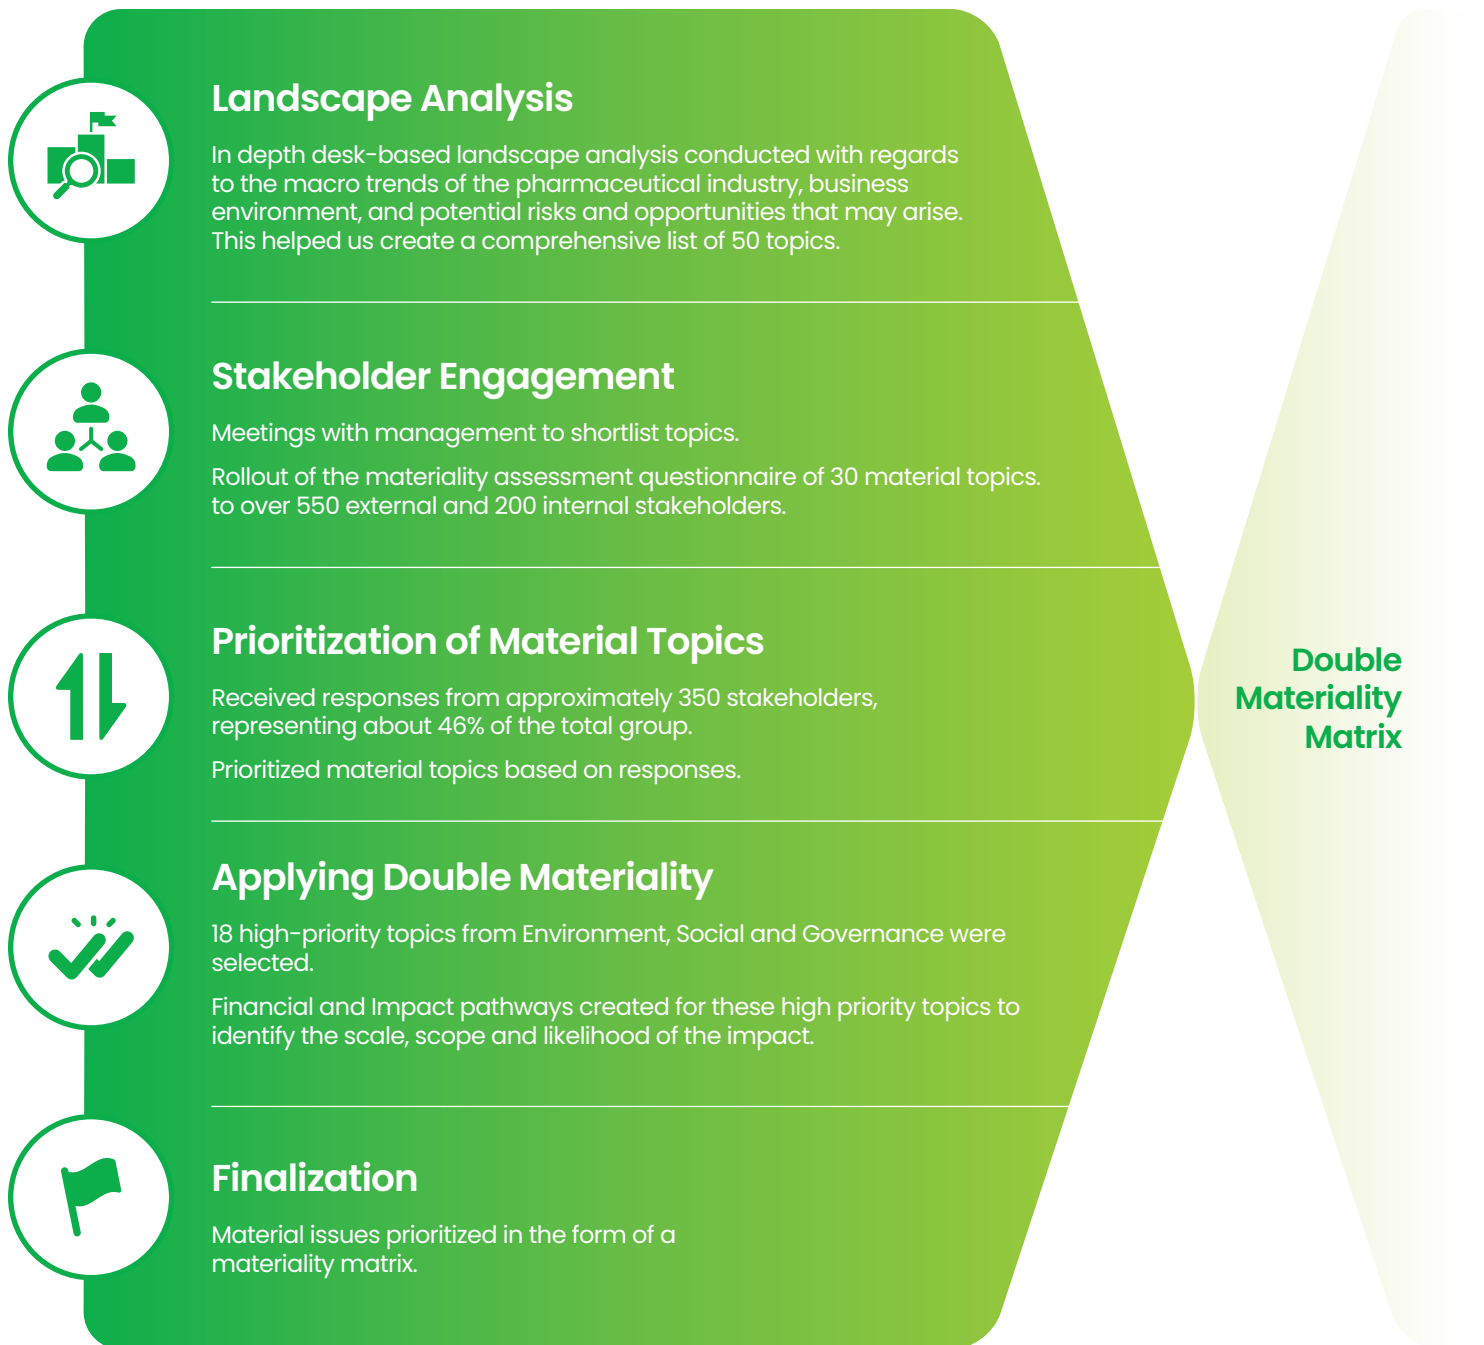 Landscape Analysis
In depth desk-based landscape analysis conducted with regards
to the macro trends of the pharmaceutical industry, business
environment, and potential risks and opportunities that may arise.
This helped us create a comprehensive list of 50 topics.
Stakeholder Engagement
Meetings with management to shortlist topics.
Rollout of the materiality assessment questionnaire of 30 material topics.
to over 550 external and 200 internal stakeholders.
Prioritization of Material Topics
Received responses from approximately 350 stakeholders,
representing about 46% of the total group.
Prioritized material topics based on responses.
Applying Double Materiality
18 high-priority topics from Environment, Social and Governance were
selected.
Financial and Impact pathways created for these high priority topics to
identify the scale, scope and likelihood of the impact.
Finalization
Material issues prioritized in the form of a
materiality matrix.
Double
Materiality
Matrix